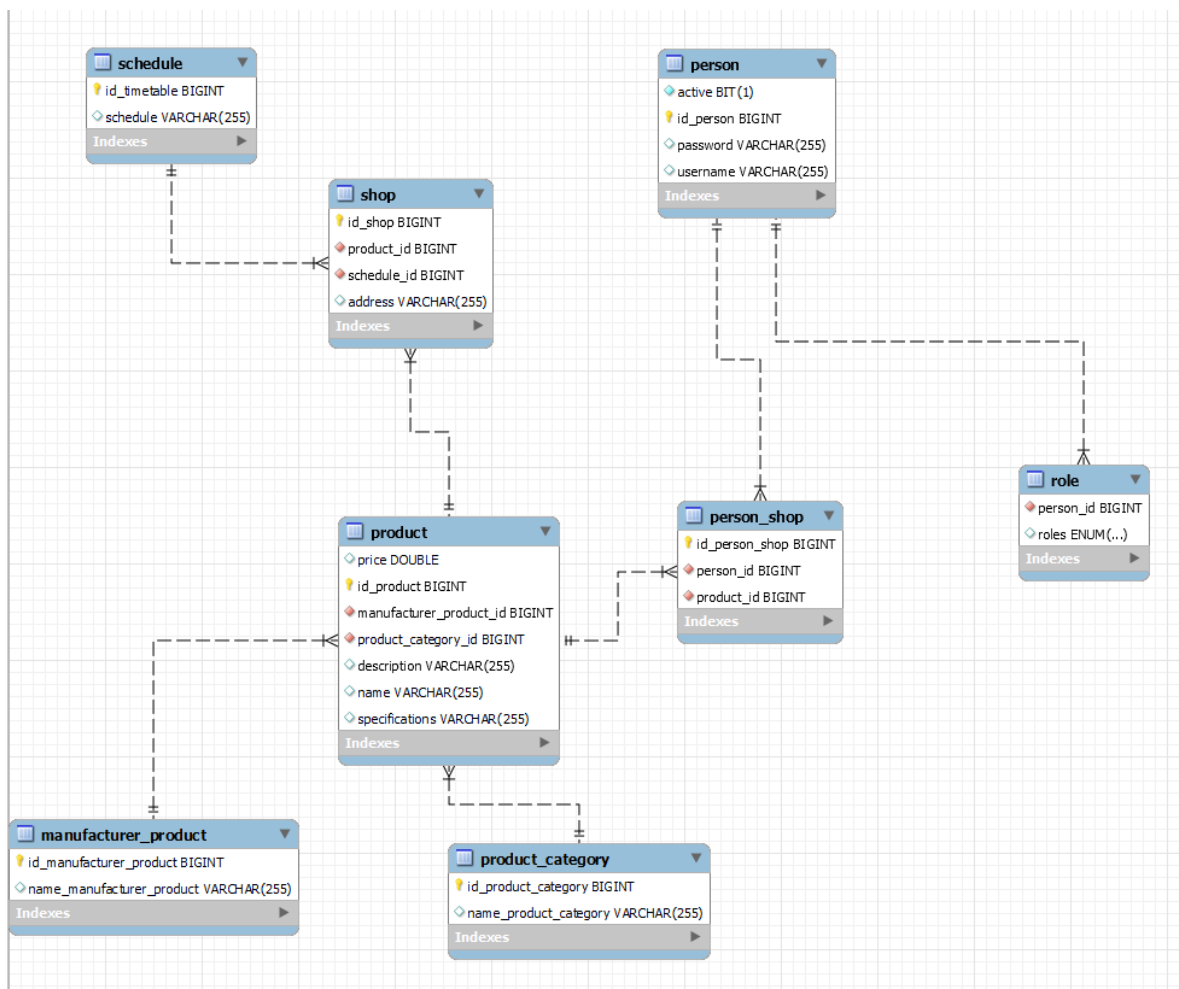 schedule
id_timetable BIGINT
schedule VARCHAR(255)
Indexes
person
active BIT(1)
id_person BIGINT
password VARCHAR(255)
username VARCHAR(255)
Indexes
shop
id_shop BIGINT
product_id BIGINT
schedule_id BIGINT
address VARCHAR(255)
Indexes
role
person_id BIGINT
roles ENUM(...)
Indexes
person_shop
id_person_shop BIGINT
person_id BIGINT
product_id BIGINT
Indexes
product
price DOUBLE
id_product BIGINT
manufacturer_product_id BIGINT
product_category_id BIGINT
description VARCHAR(255)
name VARCHAR(255)
specifications VARCHAR(255)
Indexes
manufacturer_product
id_manufacturer_product BIGINT
name_manufacturer_product VARCHAR(255)
Indexes
product_category
id_product_category BIGINT
name_product_category VARCHAR(255)
Indexes